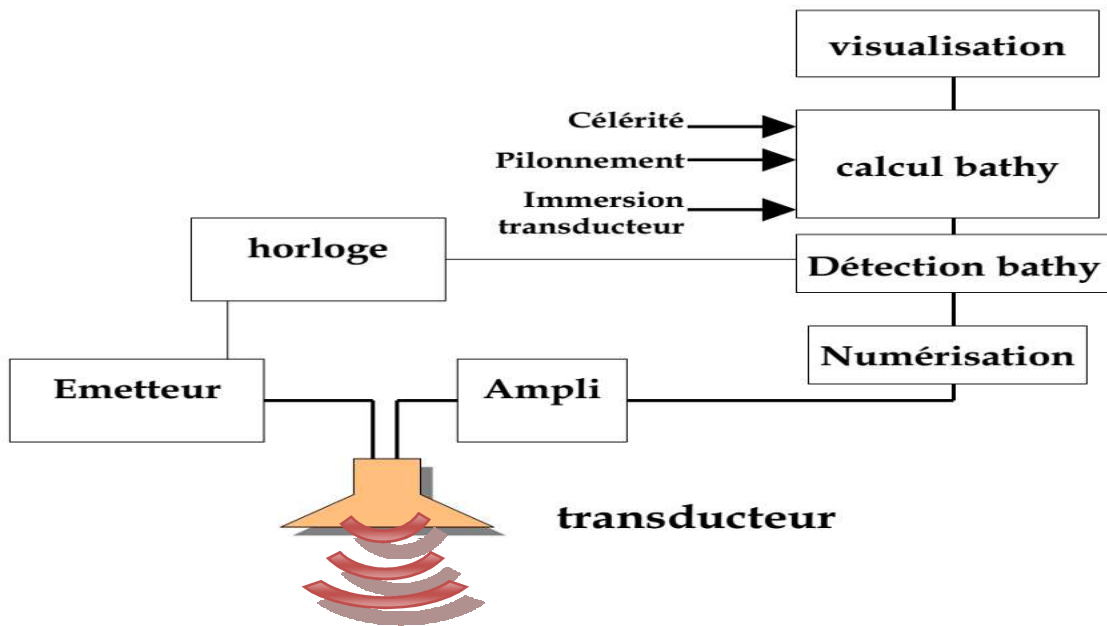 visualisation
Célérité
Pilonnement
calcul bathy
Immersion
transducteur
horloge
Détection bathy
Numérisation
Emetteur
Ampli
transducteur